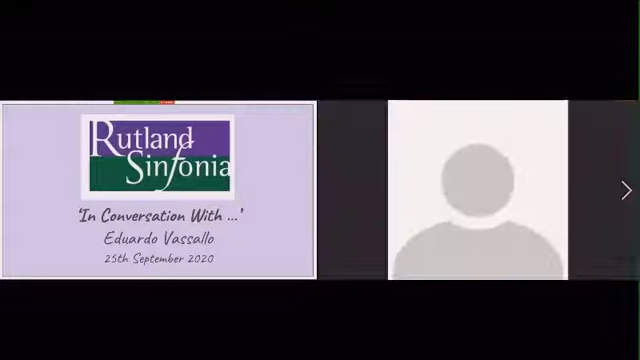 Rutland
Sinfonia
'In Conversation With ...'
Eduardo Vassallo
25th September 2020